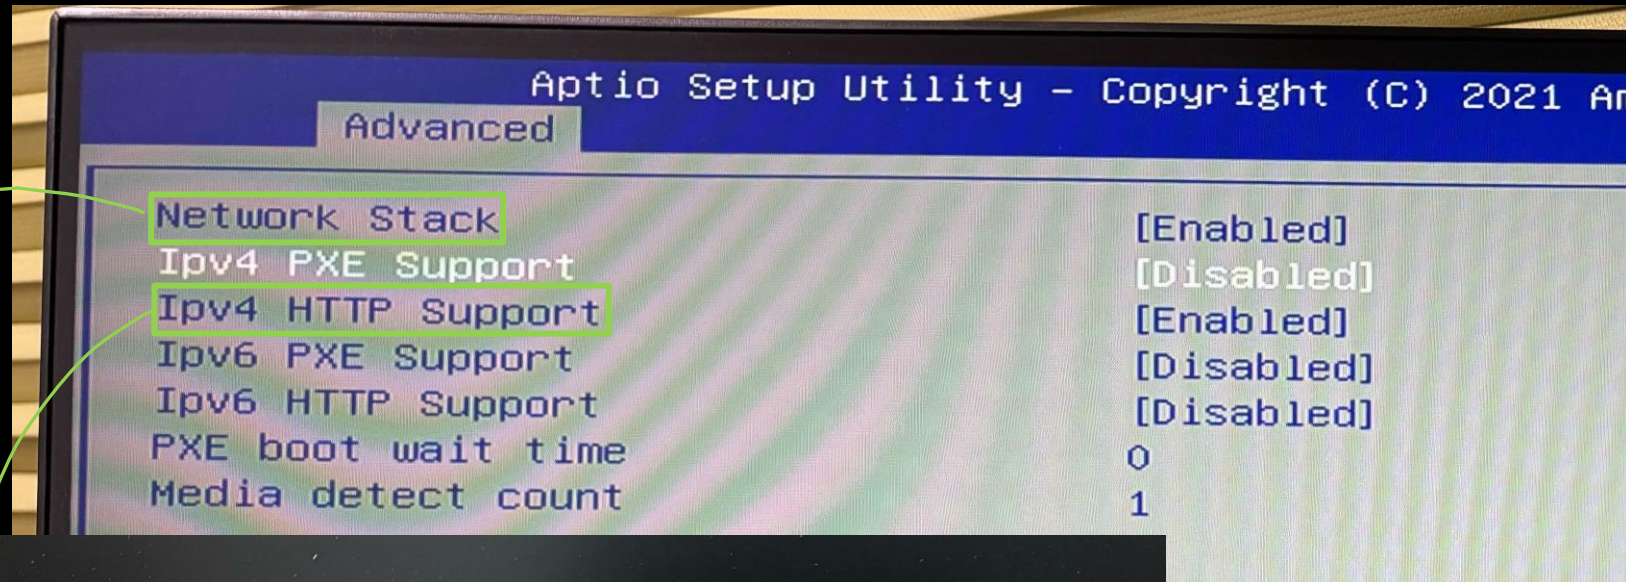 Aptio Setup Utility - Copyright (C) 2021
Advanced
Network Stack [Enabled]
Ipv4 PXE Support [Disabled]
Ipv4 HTTP Support [Enabled]
Ipv6 PXE Support [Disabled]
Ipv6 HTTP Support [Disabled]
PXE boot wait time 0
Media detect count 1